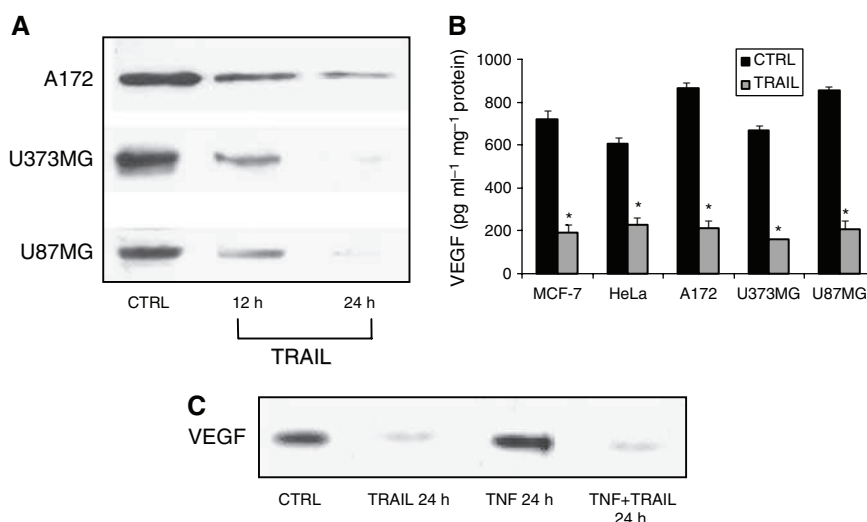 A
A172
U373MG
U87MG
CTRL
12 h
24 h
TRAIL
B
VEGF (pg ml⁻¹ mg⁻¹ protein)
1000
800
600
400
200
0
CTRL
TRAIL
*
*
*
*
*
MCF-7
HeLa
A172
U373MG
U87MG
C
VEGF
CTRL
TRAIL 24 h
TNF 24 h
TNF+TRAIL
24 h